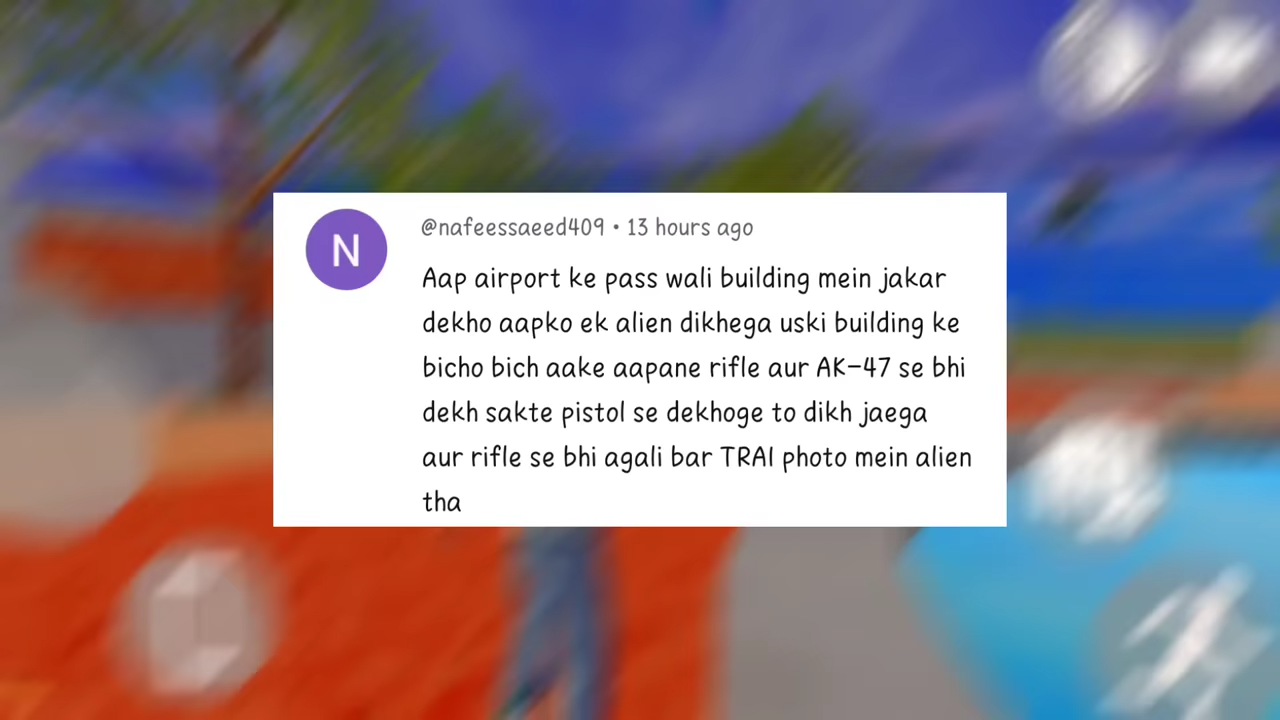 N
@nafeessaeed409 • 13 hours ago
Aap airport ke pass wali building mein jakar
dekho aapko ek alien dikhega uski building ke
bicho bich aake aapane rifle aur AK-47 se bhi
dekh sakte pistol se dekhoge to dikh jaega
aur rifle se bhi agali bar TRAI photo mein alien
tha